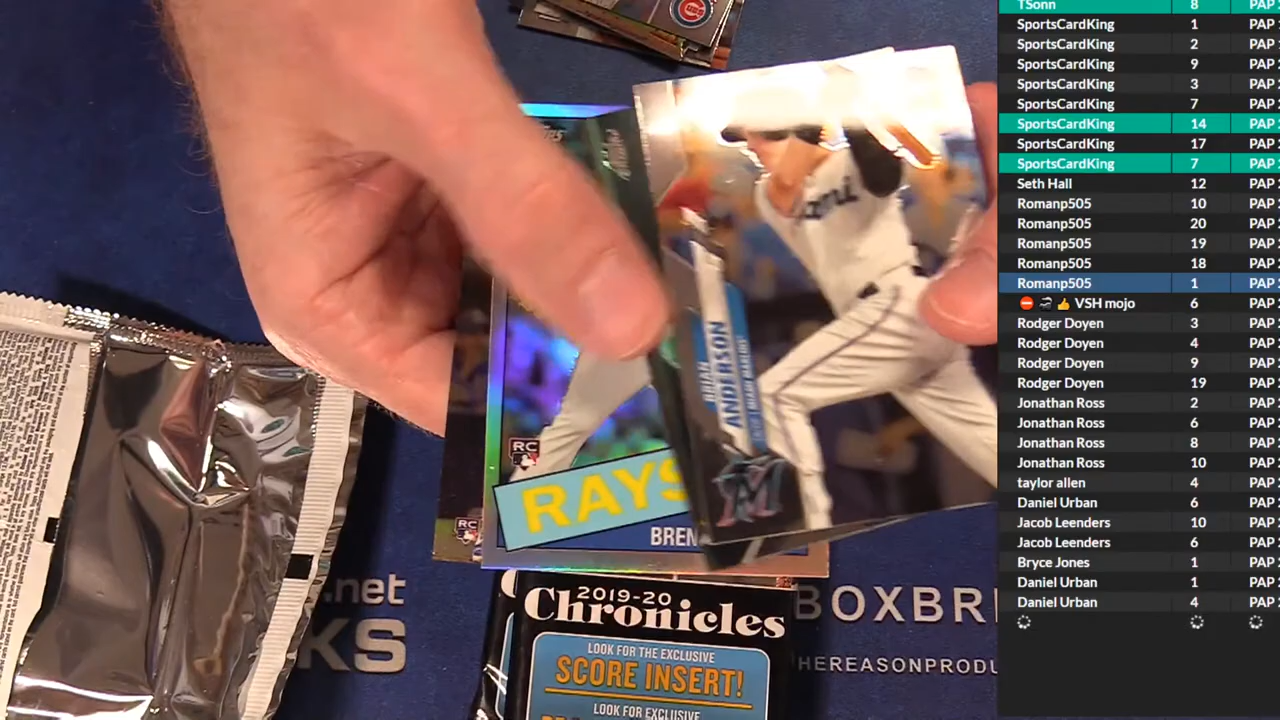 TSonn 8 PAP
SportsCardKing 1 PAP
SportsCardKing 2 PAP
SportsCardKing 9 PAP
SportsCardKing 3 PAP
SportsCardKing 7 PAP
SportsCardKing 14 PAP
SportsCardKing 17 PAP
SportsCardKing 7 PAP
Seth Hall 12 PAP
Romanp505 10 PAP
Romanp505 20 PAP
Romanp505 19 PAP
Romanp505 18 PAP
Romanp505 1 PAP
⛔ 👍 VSH mojo 6 PAP
Rodger Doyen 3 PAP
Rodger Doyen 4 PAP
Rodger Doyen 9 PAP
Rodger Doyen 19 PAP
Jonathan Ross 2 PAP
Jonathan Ross 6 PAP
Jonathan Ross 8 PAP
Jonathan Ross 10 PAP
taylor allen 4 PAP
Daniel Urban 6 PAP
Jacob Leenders 10 PAP
Jacob Leenders 6 PAP
Bryce Jones 1 PAP
Daniel Urban 1 PAP
Daniel Urban 4 PAP
CUBS
BRIAN
ANDERSON
M
RC
RC
RAYS
BREN
.net
KS
2019-20
Chronicles
LOOK FOR THE EXCLUSIVE
SCORE INSERT!
LOOK FOR EXCLUSIVE
BOXBR
HEREASONPRODU